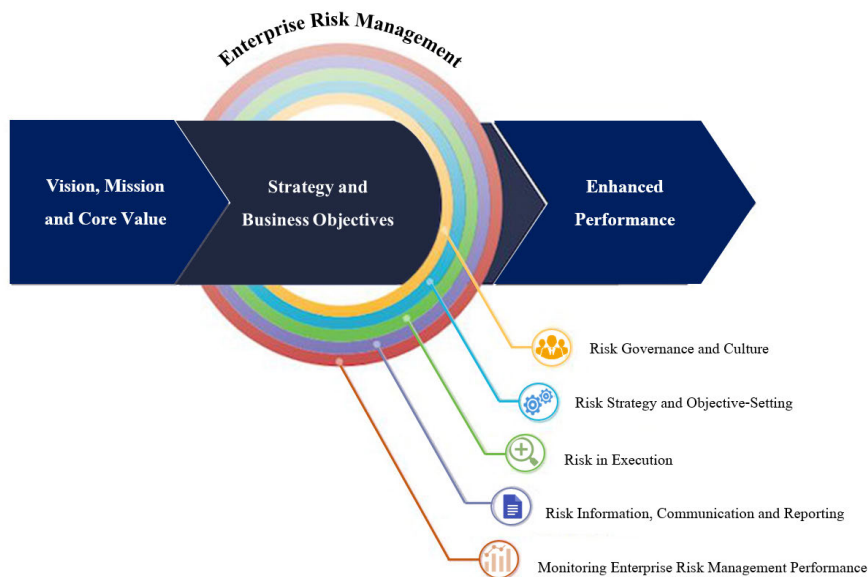 Enterprise Risk Management
Vision, Mission
and Core Value
Strategy and
Business Objectives
Enhanced
Performance
Risk Governance and Culture
Risk Strategy and Objective-Setting
Risk in Execution
Risk Information, Communication and Reporting
Monitoring Enterprise Risk Management Performance